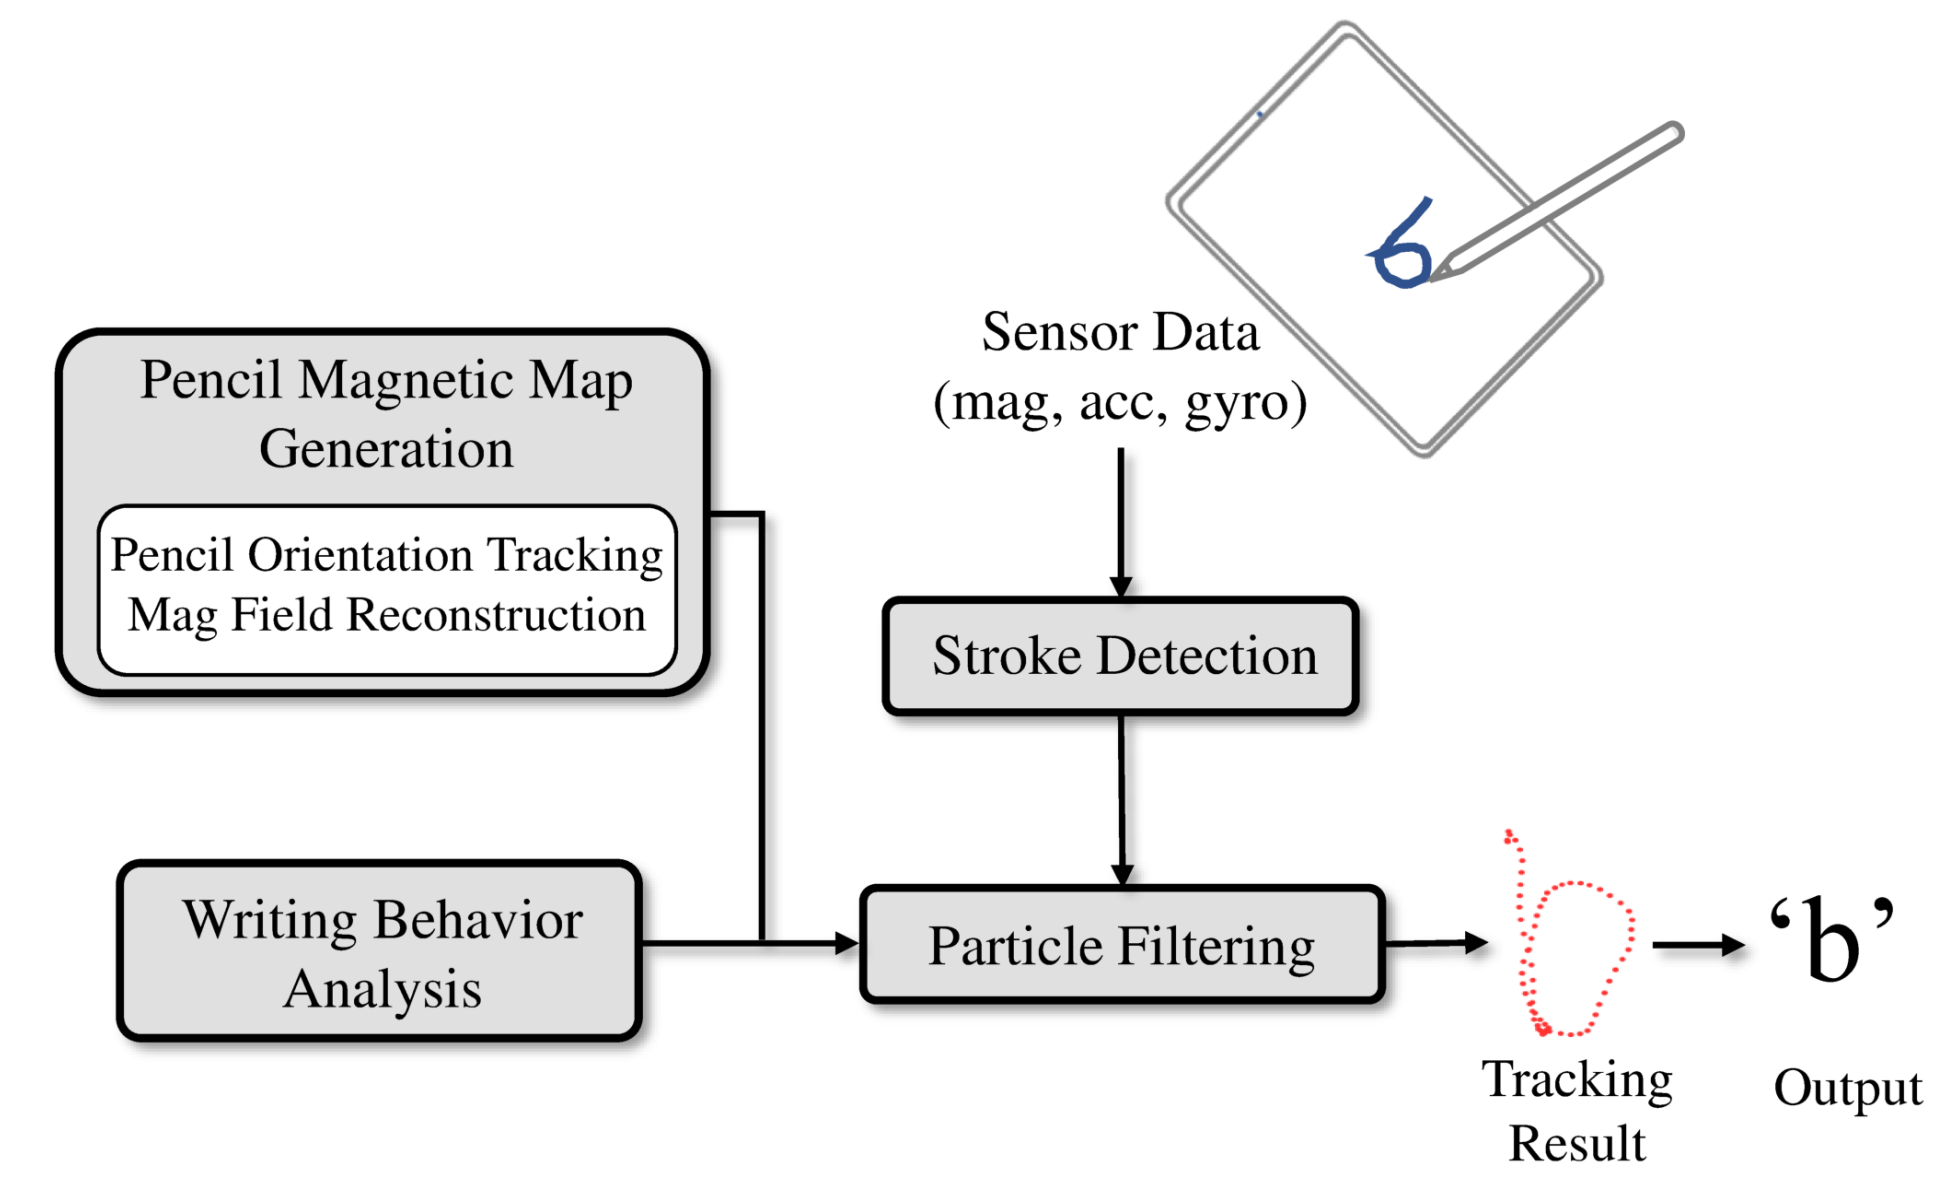 Pencil Magnetic Map
Generation
Pencil Orientation Tracking
Mag Field Reconstruction
Writing Behavior
Analysis
Sensor Data
(mag, acc, gyro)
Stroke Detection
Particle Filtering
Tracking
Result
‘b’
Output